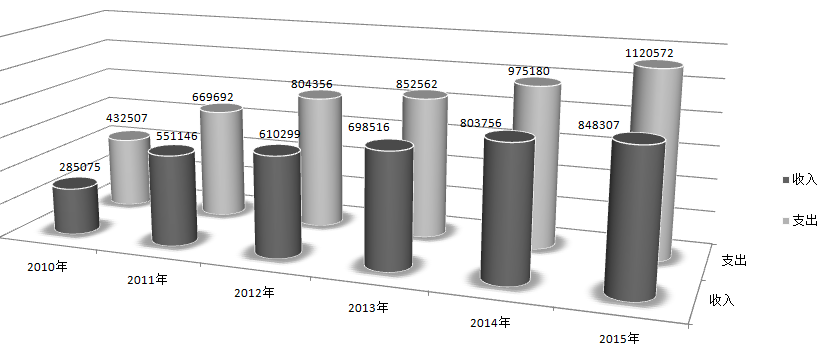 1120572
975180
852562
804356
669692
432507
848307
803756
698516
610299
551146
285075
收入
支出
支出
收入
2010年
2011年
2012年
2013年
2014年
2015年